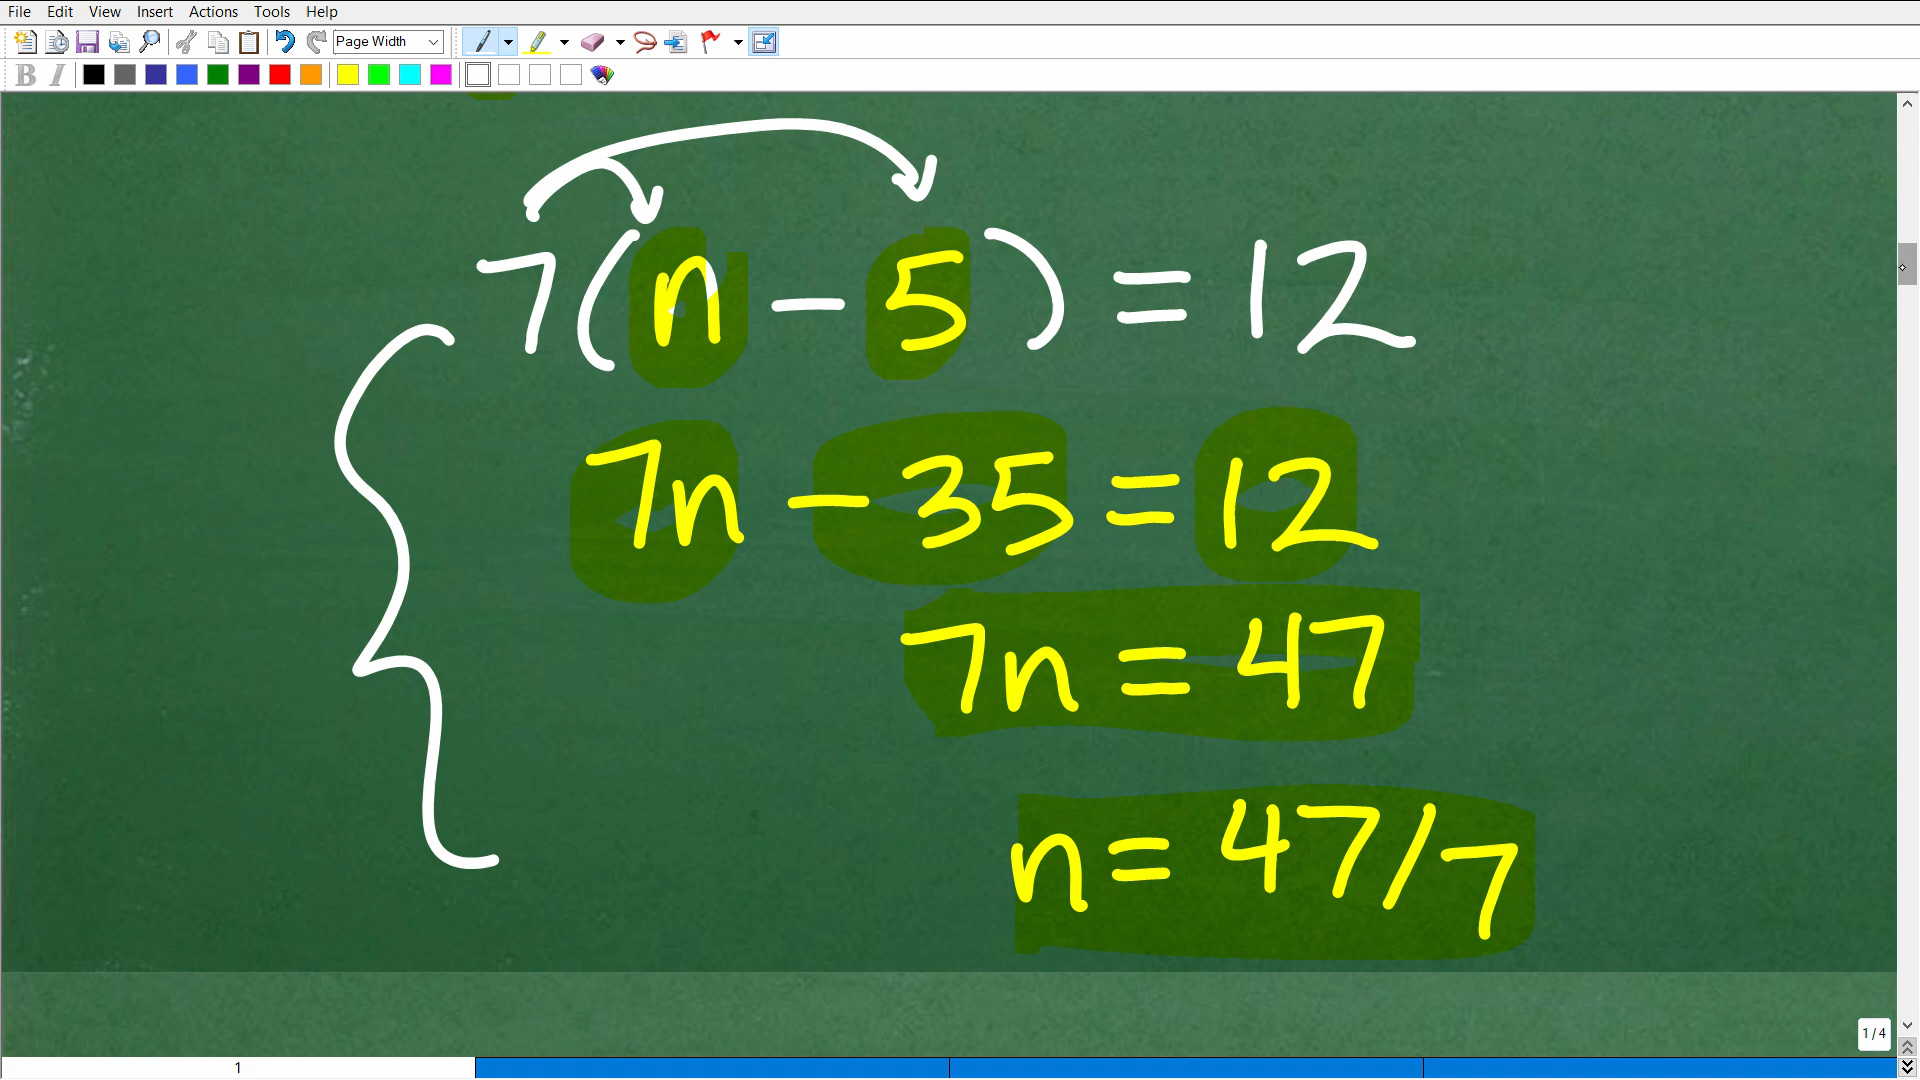 File Edit View Insert Actions Tools Help
Page Width
B I
7(n - 5) = 12
7n - 35 = 12
7n = 47
n = 47/7
1 / 4
1